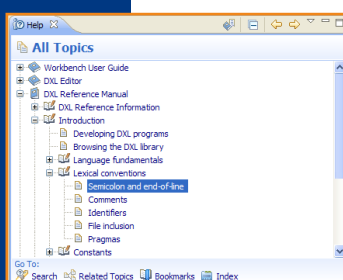 Help
All Topics
Workbench User Guide
DXL Editor
DXL Reference Manual
DXL Reference Information
Introduction
Developing DXL programs
Browsing the DXL library
Language fundamentals
Lexical conventions
Semicolon and end-of-line
Comments
Identifiers
File inclusion
Pragmas
Constants
Go To:
Search Related Topics Bookmarks Index